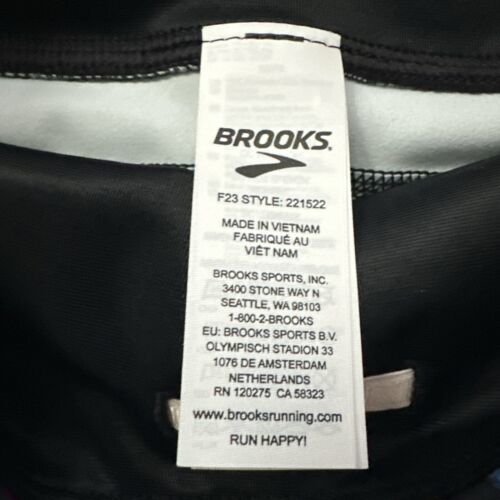 BROOKS
F23 STYLE: 221522
MADE IN VIETNAM
FABRIQUÉ AU
VIÊT NAM
BROOKS SPORTS, INC.
3400 STONE WAY N
SEATTLE, WA 98103
1-800-2-BROOKS
EU: BROOKS SPORTS B.V.
OLYMPISCH STADION 33
1076 DE AMSTERDAM
NETHERLANDS
RN 120275 CA 58323
www.brooksrunning.com
RUN HAPPY!